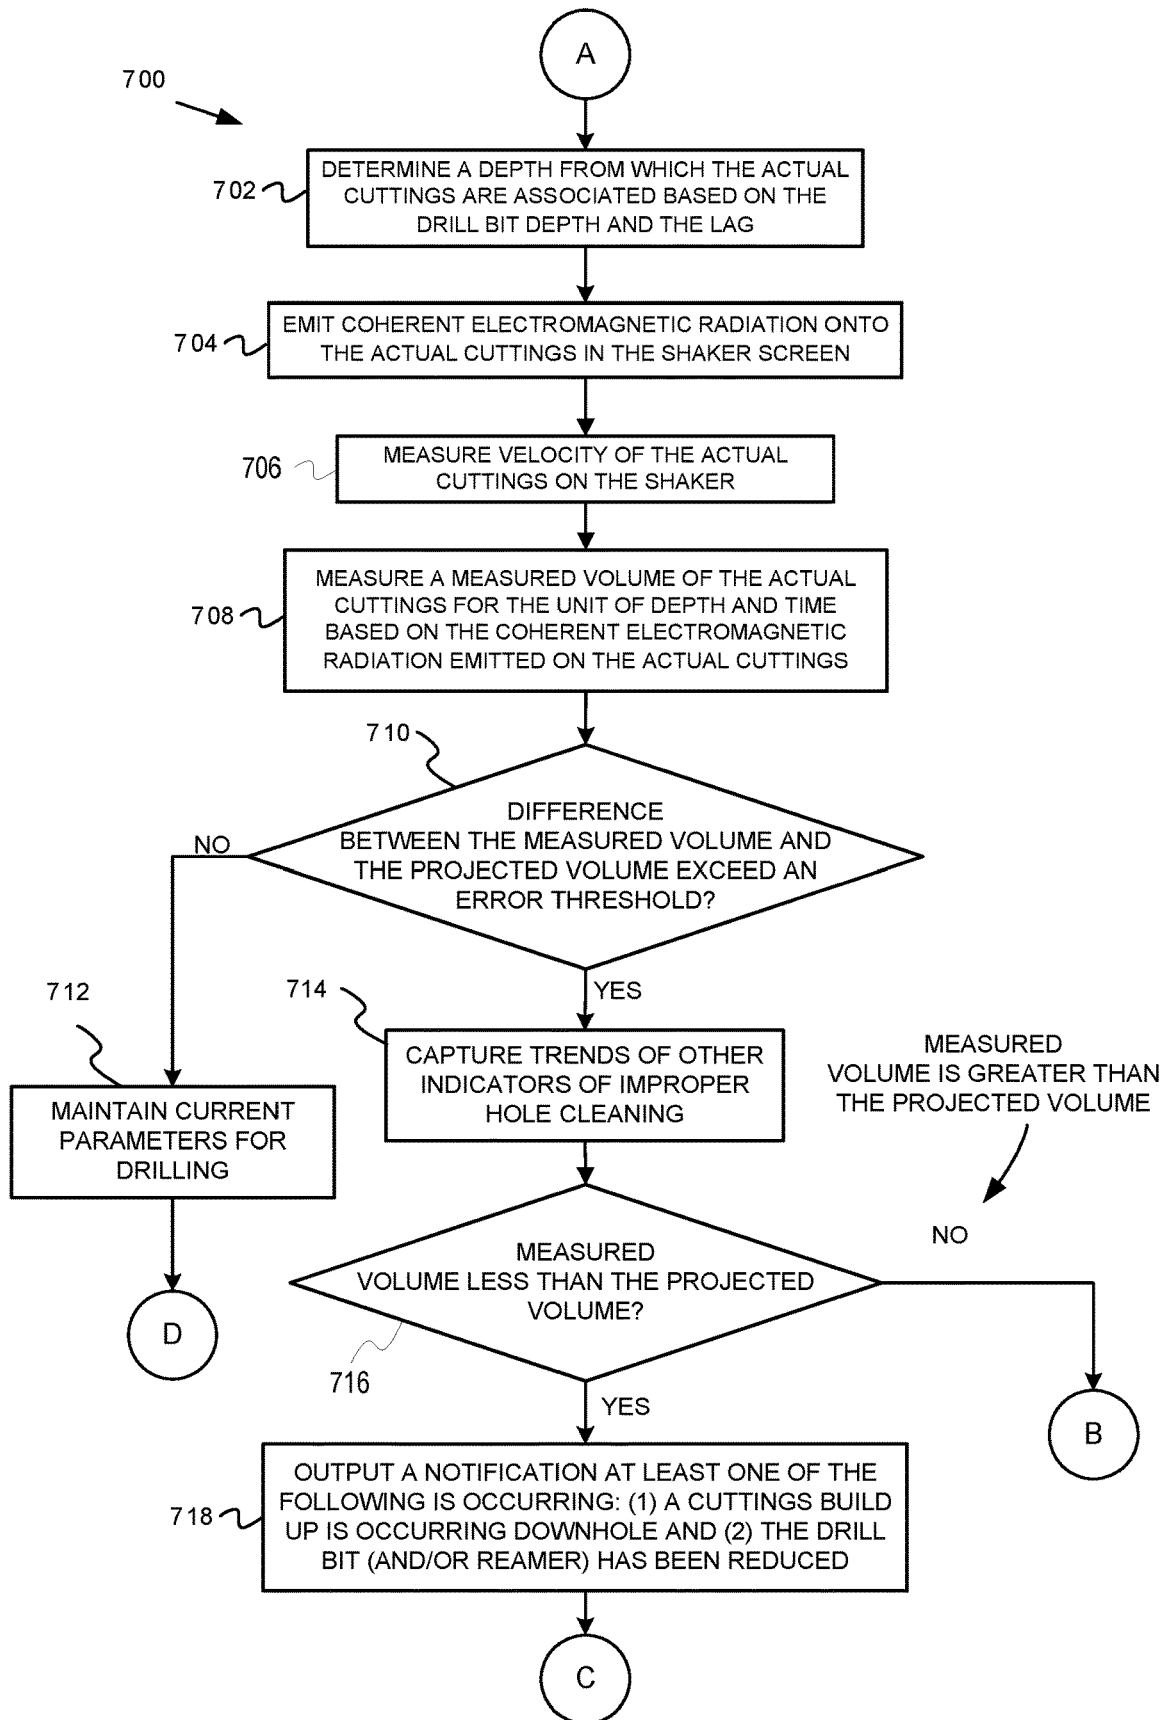 A
700
702
DETERMINE A DEPTH FROM WHICH THE ACTUAL
CUTTINGS ARE ASSOCIATED BASED ON THE
DRILL BIT DEPTH AND THE LAG
704
EMIT COHERENT ELECTROMAGNETIC RADIATION ONTO
THE ACTUAL CUTTINGS IN THE SHAKER SCREEN
706
MEASURE VELOCITY OF THE ACTUAL
CUTTINGS ON THE SHAKER
708
MEASURE A MEASURED VOLUME OF THE ACTUAL
CUTTINGS FOR THE UNIT OF DEPTH AND TIME
BASED ON THE COHERENT ELECTROMAGNETIC
RADIATION EMITTED ON THE ACTUAL CUTTINGS
710
DIFFERENCE
BETWEEN THE MEASURED VOLUME AND
THE PROJECTED VOLUME EXCEED AN
ERROR THRESHOLD?
NO
YES
712
MAINTAIN CURRENT
PARAMETERS FOR
DRILLING
D
714
CAPTURE TRENDS OF OTHER
INDICATORS OF IMPROPER
HOLE CLEANING
MEASURED
VOLUME IS GREATER THAN
THE PROJECTED VOLUME
NO
MEASURED
VOLUME LESS THAN THE PROJECTED
VOLUME?
716
YES
B
718
OUTPUT A NOTIFICATION AT LEAST ONE OF THE
FOLLOWING IS OCCURRING: (1) A CUTTINGS BUILD
UP IS OCCURRING DOWNHOLE AND (2) THE DRILL
BIT (AND/OR REAMER) HAS BEEN REDUCED
C